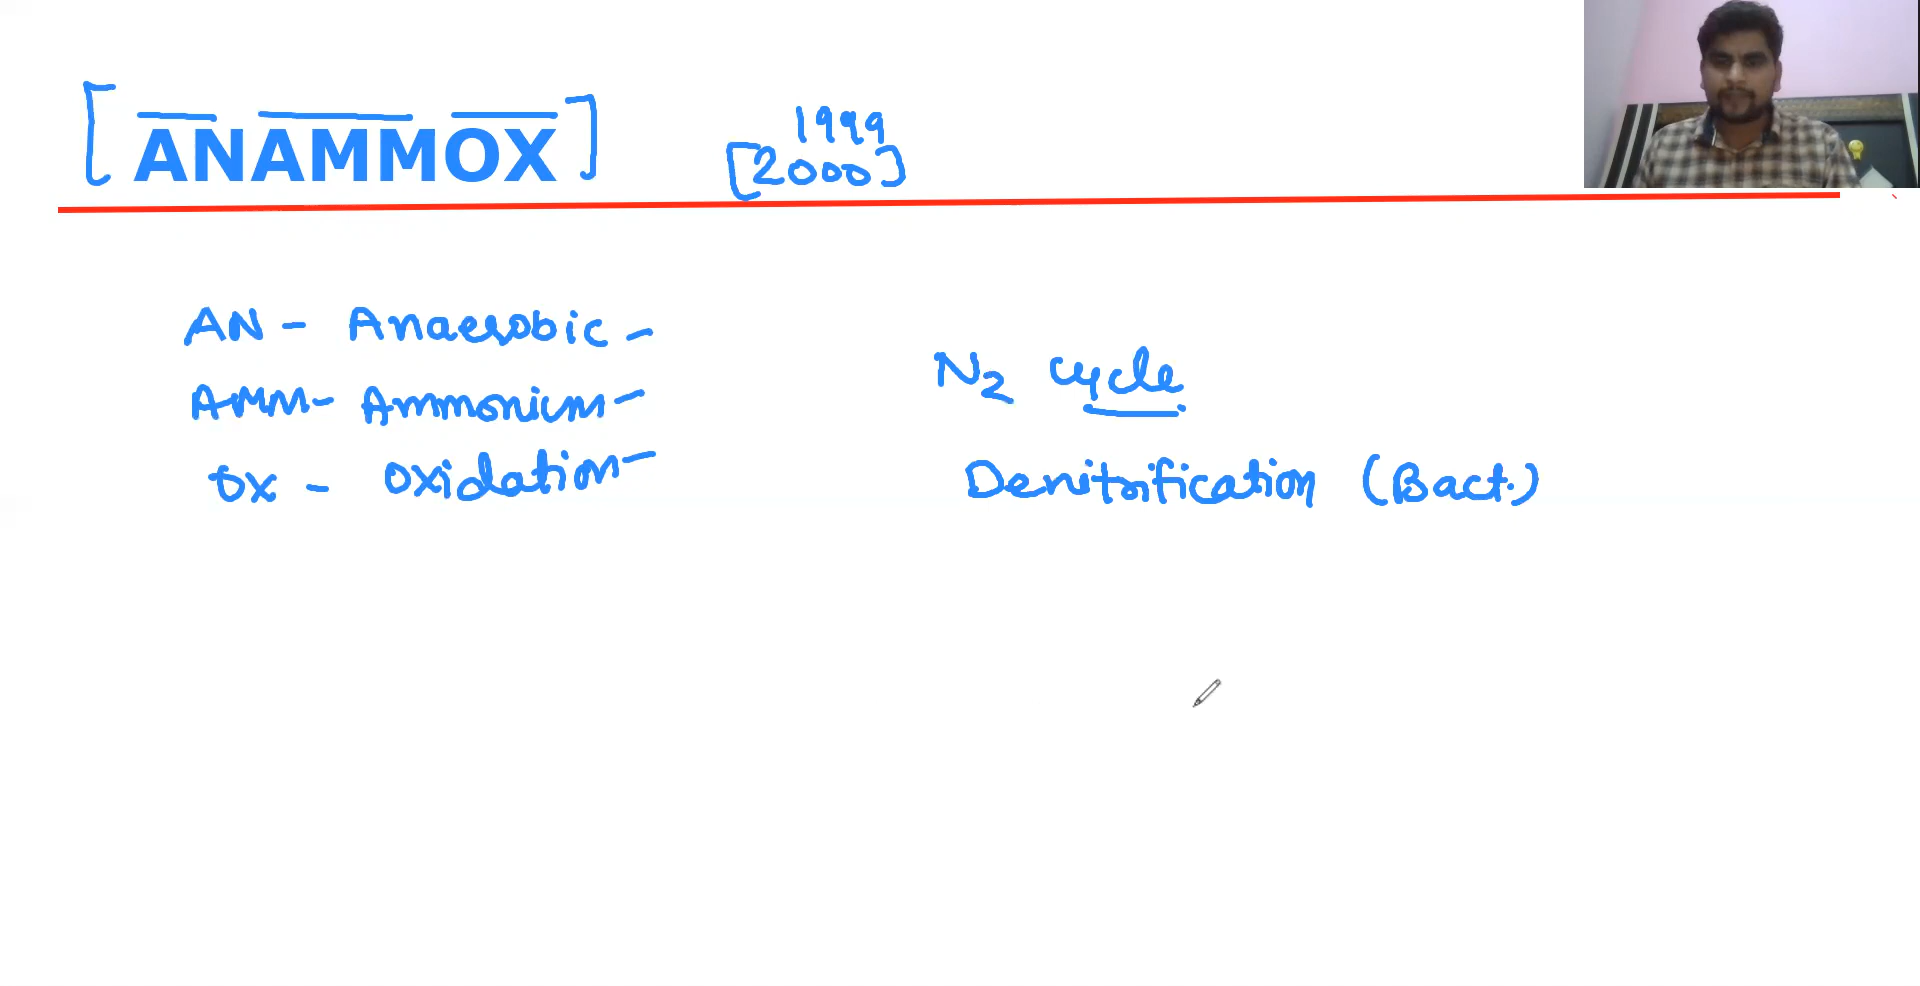 [ANAMMOX]
1999
[2000]
AN - Anaerobic -
AMM - Ammonium -
OX - Oxidation -
N2 cycle
Denitrification (Bact.)